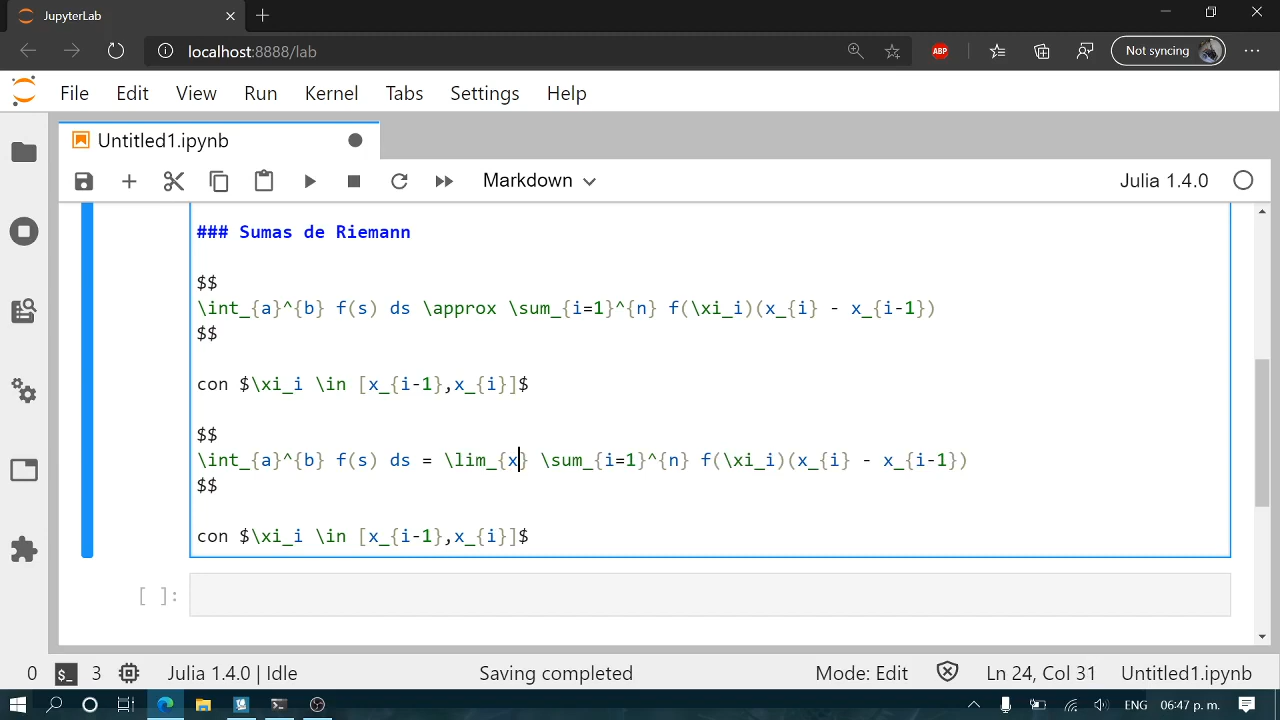 JupyterLab
localhost:8888/lab
ABP
Not syncing
File Edit View Run Kernel Tabs Settings Help
Untitled1.ipynb
Markdown
Julia 1.4.0
### Sumas de Riemann
$$
\int_{a}^{b} f(s) ds \approx \sum_{i=1}^{n} f(\xi_i)(x_{i} - x_{i-1})
$$
con $\xi_i \in [x_{i-1},x_{i}]$
$$
\int_{a}^{b} f(s) ds = \lim_{x} \sum_{i=1}^{n} f(\xi_i)(x_{i} - x_{i-1})
$$
con $\xi_i \in [x_{i-1},x_{i}]$
[ ]:
0 $_ 3 Julia 1.4.0 | Idle Saving completed Mode: Edit Ln 24, Col 31 Untitled1.ipynb
ENG 06:47 p. m.